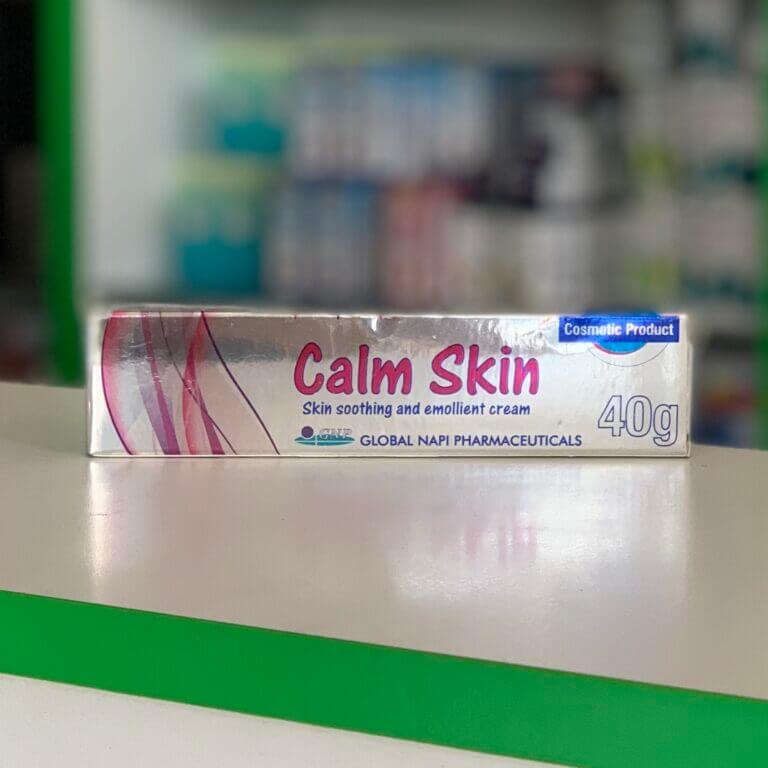 Cosmetic Product
Calm Skin
Skin soothing and emollient cream
40g
GNP GLOBAL NAPI PHARMACEUTICALS